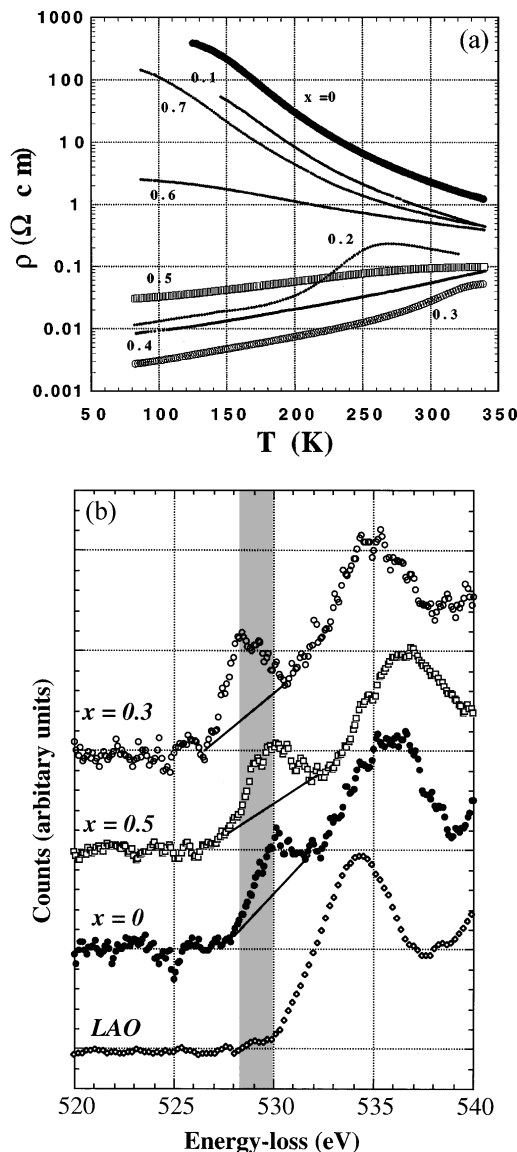 (a)
1000
100
10
1
0.1
0.01
0.001
ρ (Ω cm)
x =0
0.1
0.7
0.6
0.2
0.5
0.4
0.3
50 100 150 200 250 300 350
T (K)
(b)
Counts (arbitary units)
x = 0.3
x = 0.5
x = 0
LAO
520 525 530 535 540
Energy-loss (eV)